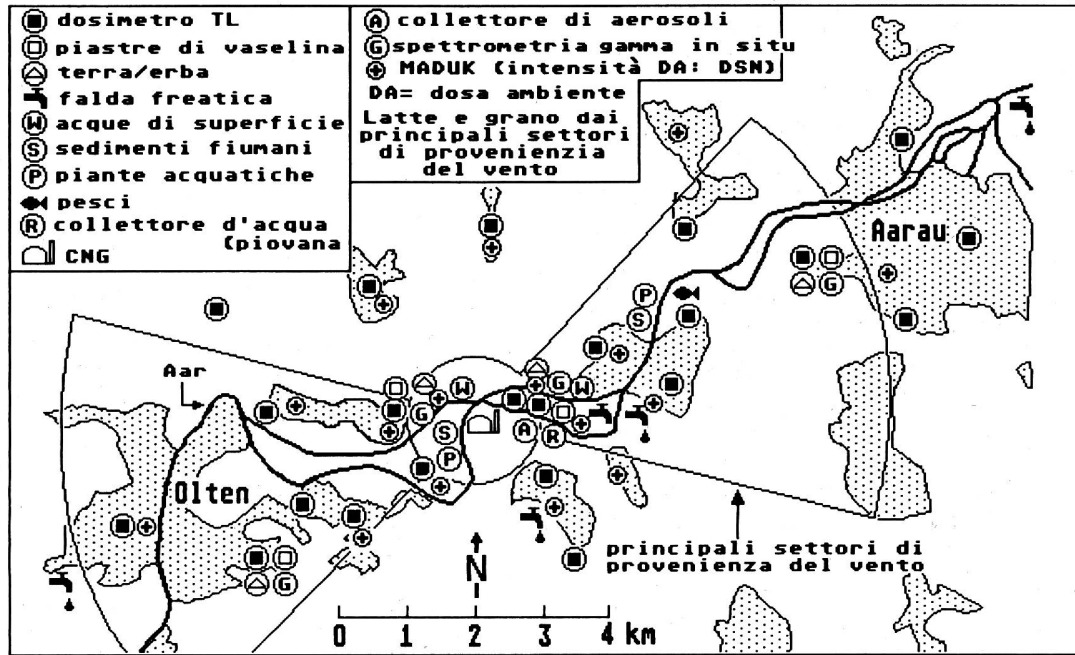 dosimetro TL
piastre di vaselina
terra/erba
falda freatica
W acque di superficie
S sedimenti fiumani
P piante acquatiche
pesci
R collettore d'acqua
(piovana
CNG
A collettore di aerosoli
G spettrometria gamma in situ
MADUK (intensità DA: DSN)
DA= dosa ambiente
Latte e grano dai
principali settori
di provenienzia
del vento
Aarau
G
P
S
Aar
W
G
G W
S
A R
P
Olten
G
principali settori di
provenienza del vento
N
0 1 2 3 4 km